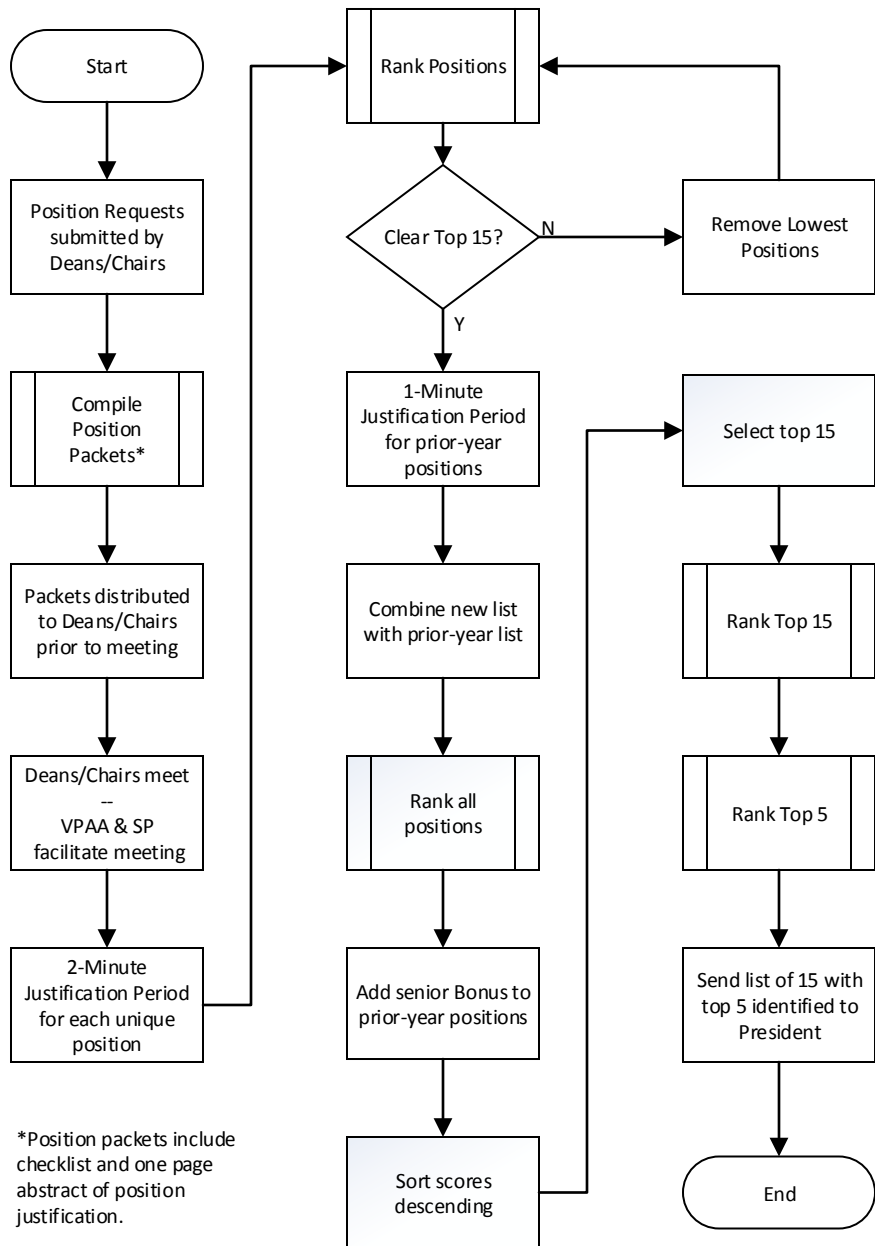 Start
Position Requests
submitted by
Deans/Chairs
Compile
Position
Packets*
Packets distributed
to Deans/Chairs
prior to meeting
Deans/Chairs meet
--
VPAA & SP
facilitate meeting
2-Minute
Justification Period
for each unique
position
*Position packets include
checklist and one page
abstract of position
justification.
Rank Positions
Clear Top 15?
N
Y
Remove Lowest
Positions
1-Minute
Justification Period
for prior-year
positions
Combine new list
with prior-year list
Rank all
positions
Add senior Bonus to
prior-year positions
Sort scores
descending
Select top 15
Rank Top 15
Rank Top 5
Send list of 15 with
top 5 identified to
President
End